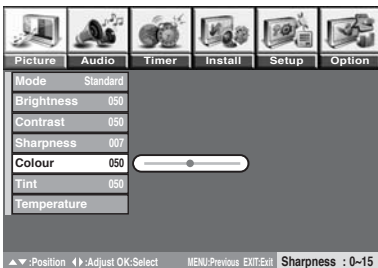 Picture Audio Timer Install Setup Option
Mode Standard
Brightness 050
Contrast 050
Sharpness 007
Colour 050
Tint 050
Temperature
▲▼:Position ◀▶:Adjust OK:Select MENU:Previous EXIT:Exit Sharpness : 0~15